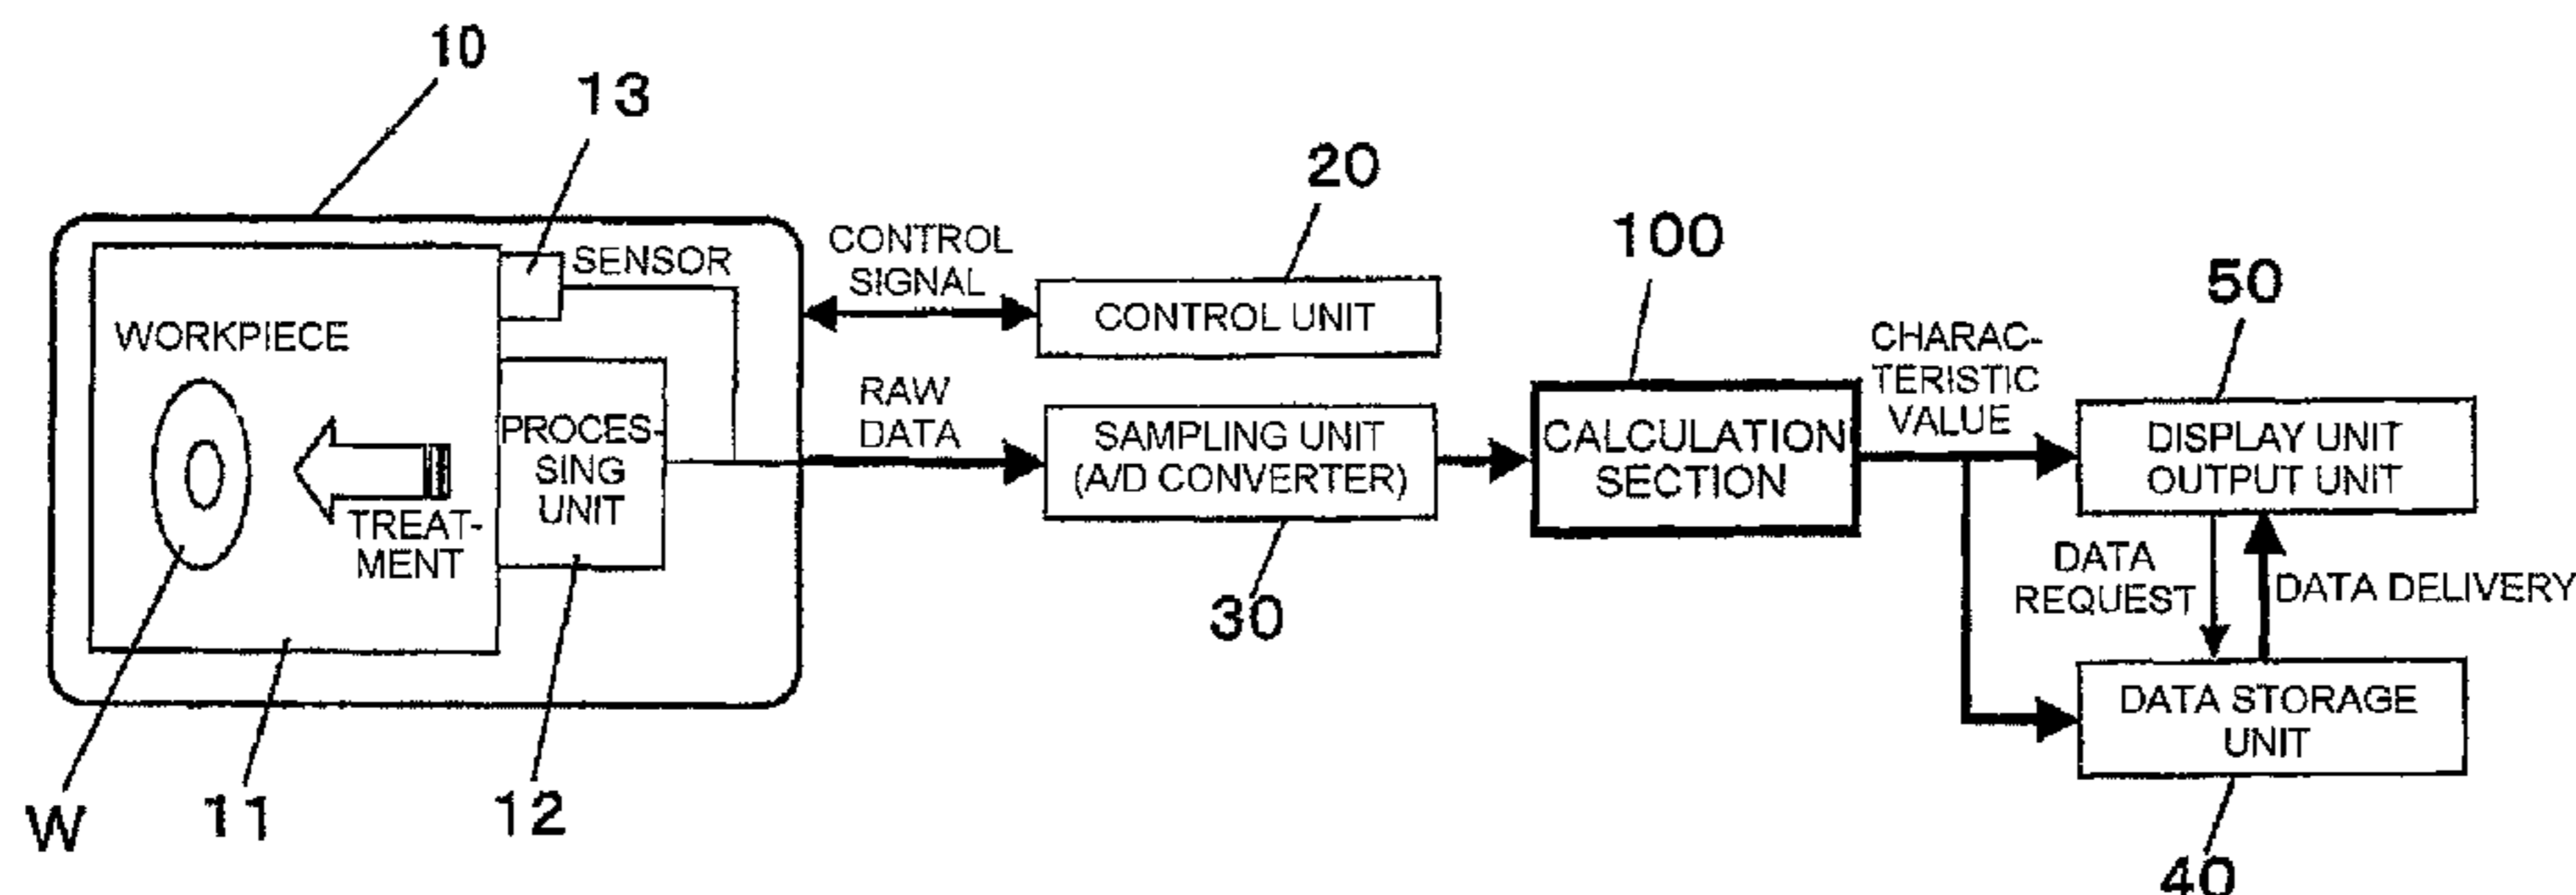 10
13
20
100
50
SENSOR
CONTROL
SIGNAL
CONTROL UNIT
WORKPIECE
CHARAC-
TERISTIC
VALUE
RAW
DATA
PROCES-
SING
UNIT
SAMPLING UNIT
(A/D CONVERTER)
CALCULATION
SECTION
DISPLAY UNIT
OUTPUT UNIT
TREAT-
MENT
DATA
REQUEST
DATA DELIVERY
30
DATA STORAGE
UNIT
W
11
12
40